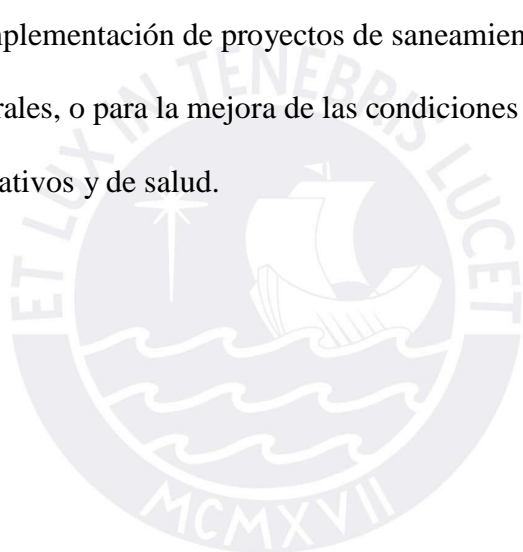 nplementación de proyectos de saneamien
rales, o para la mejora de las condiciones
ativos y de salud.
ET LUX IN TENEBRIS LUCET
MCMXVII